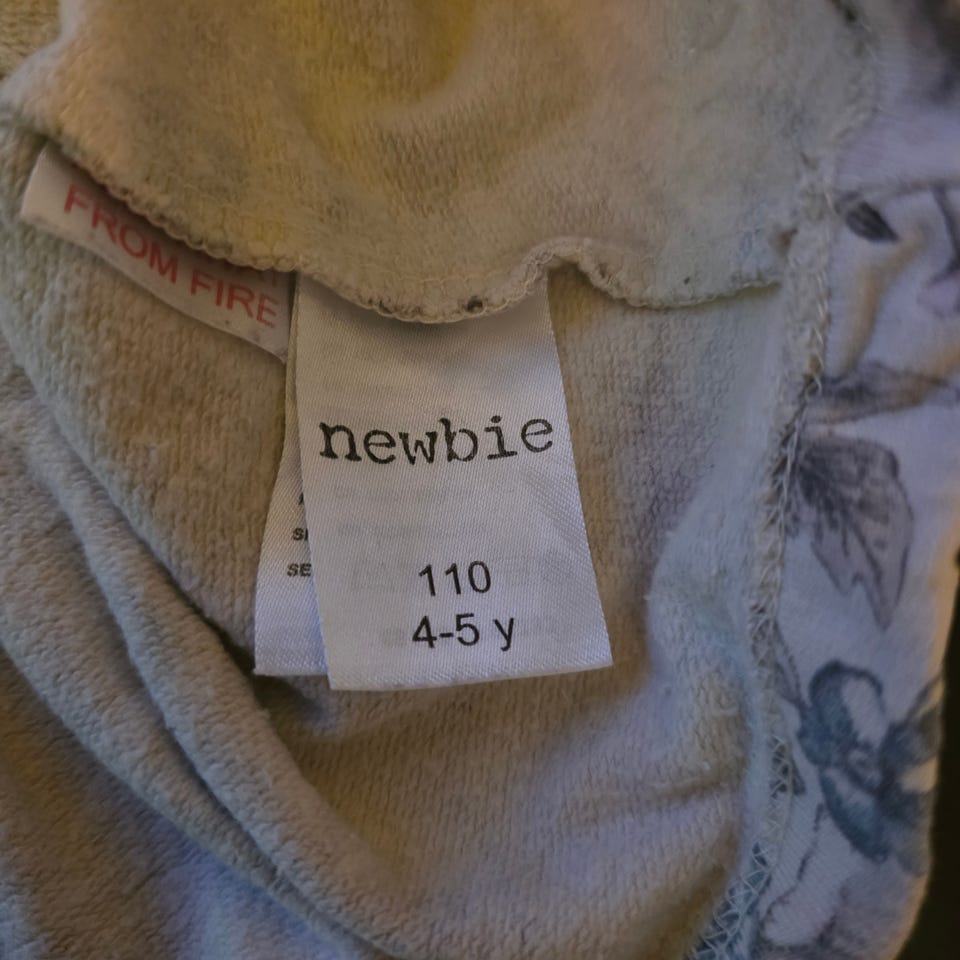 FROM FIRE
newbie
110
4-5 y